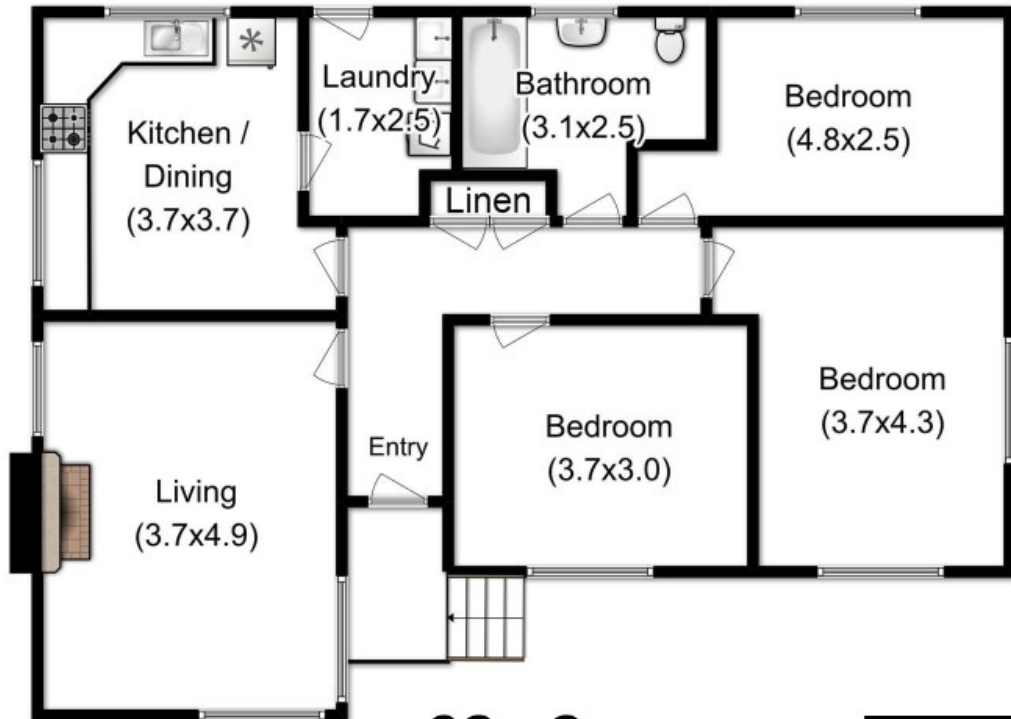 Kitchen /
Dining
(3.7x3.7)
Laundry
(1.7x2.5)
Bathroom
(3.1x2.5)
Bedroom
(4.8x2.5)
Linen
Bedroom
(3.7x4.3)
Bedroom
(3.7x3.0)
Entry
Living
(3.7x4.9)